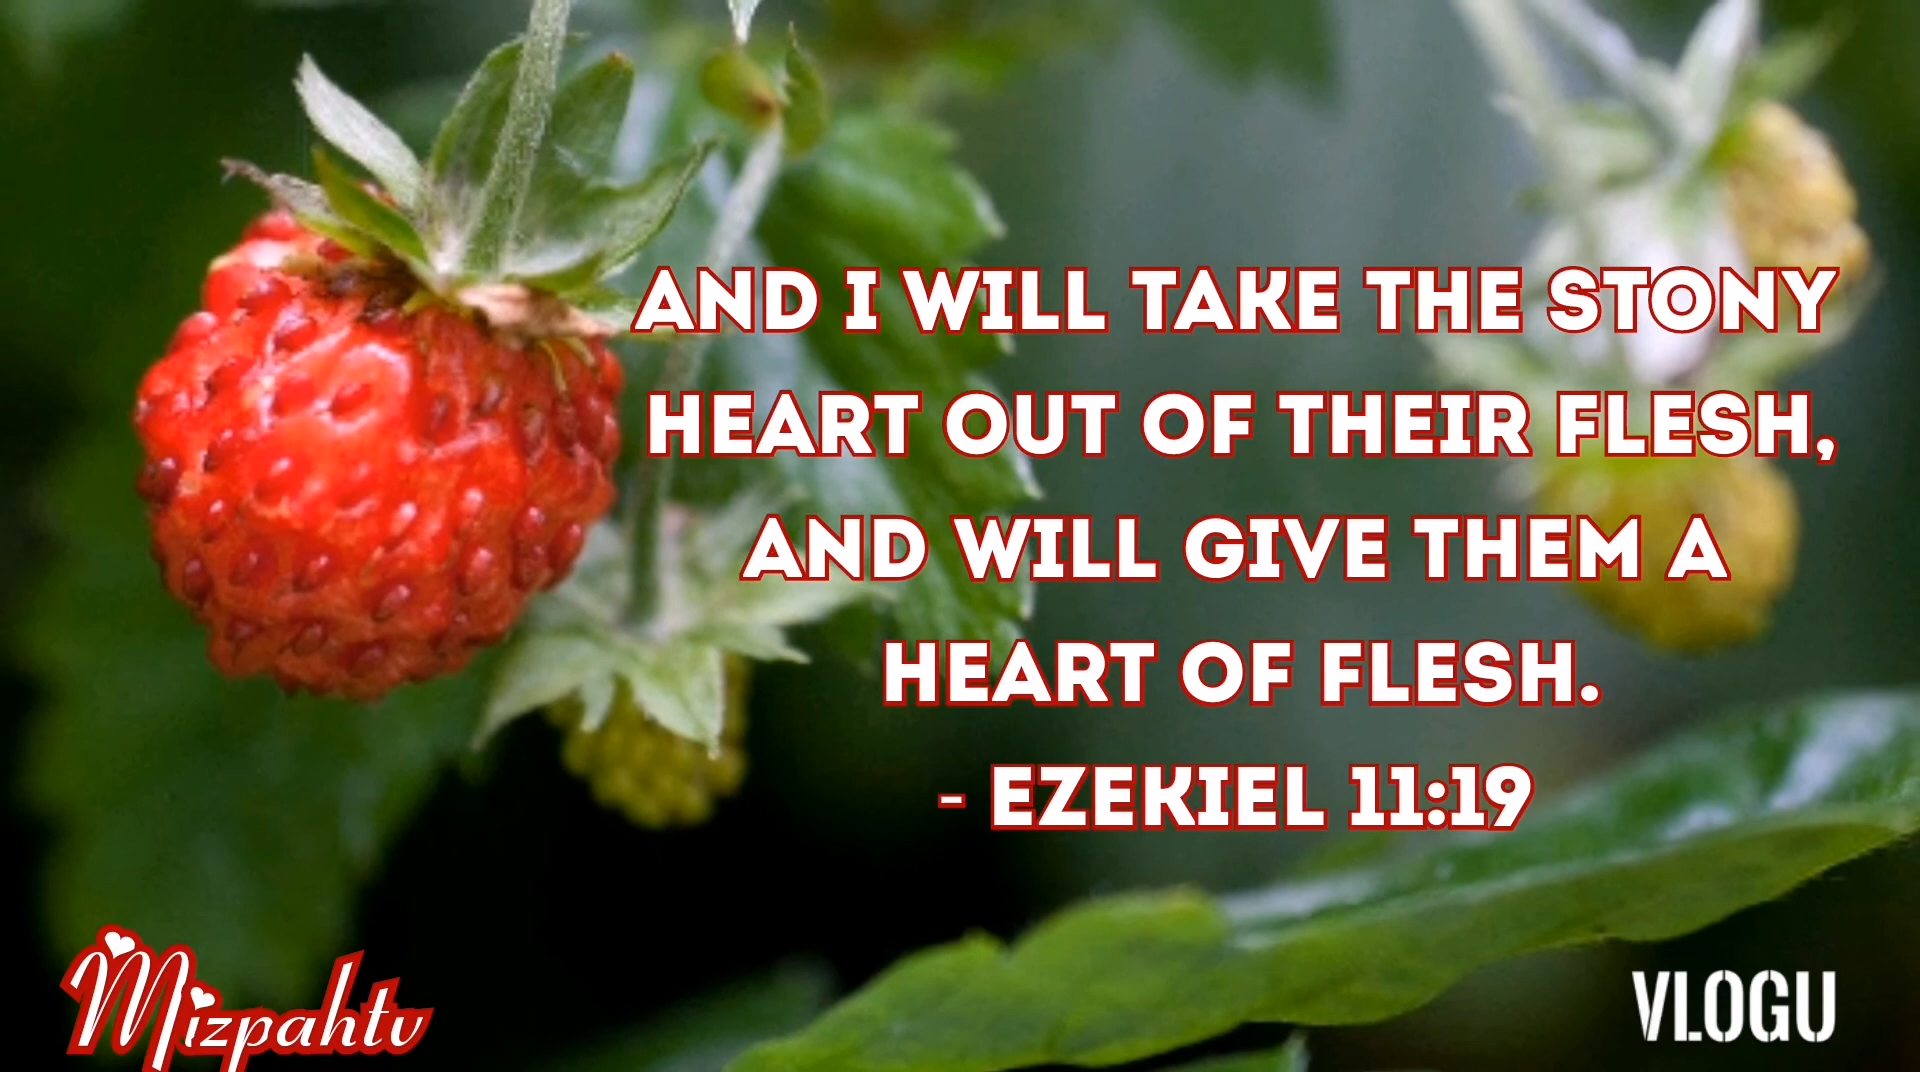 AND I WILL TAKE THE STONY
HEART OUT OF THEIR FLESH,
AND WILL GIVE THEM A
HEART OF FLESH.
- EZEKIEL 11:19
Mizpahtv
VLOGU